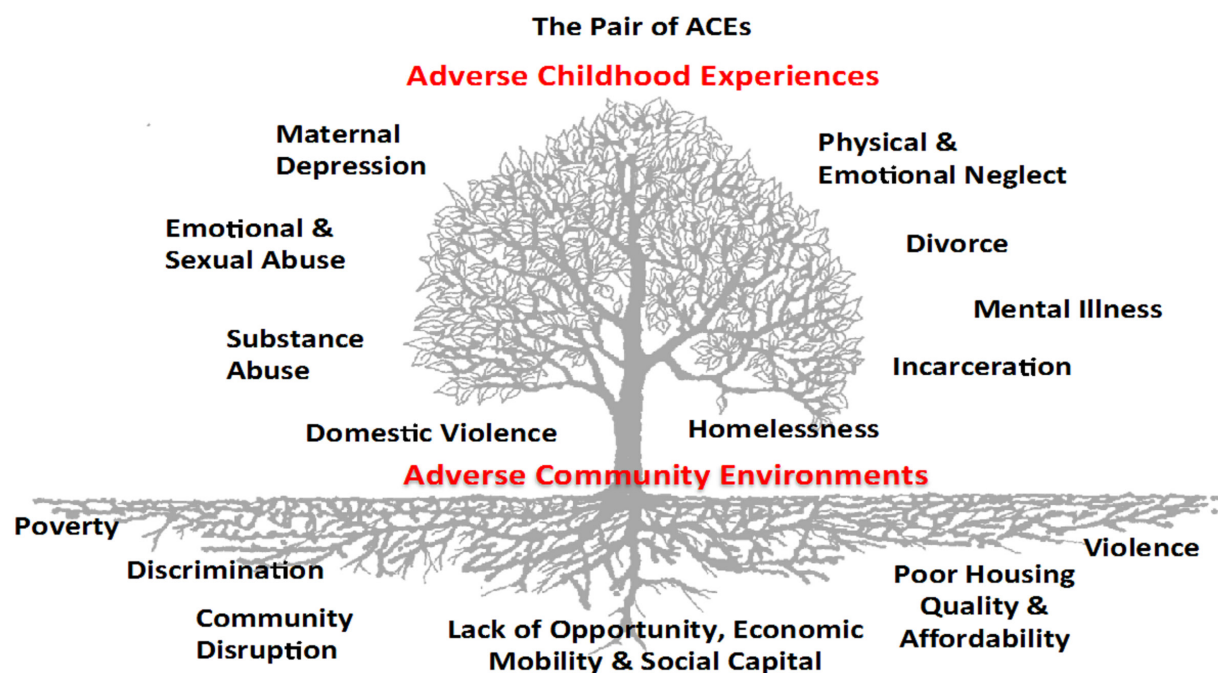 The Pair of ACEs
Adverse Childhood Experiences
Maternal
Depression
Physical &
Emotional Neglect
Emotional &
Sexual Abuse
Divorce
Mental Illness
Substance
Abuse
Incarceration
Domestic Violence
Homelessness
Adverse Community Environments
Poverty
Violence
Discrimination
Poor Housing
Quality &
Affordability
Community
Disruption
Lack of Opportunity, Economic
Mobility & Social Capital